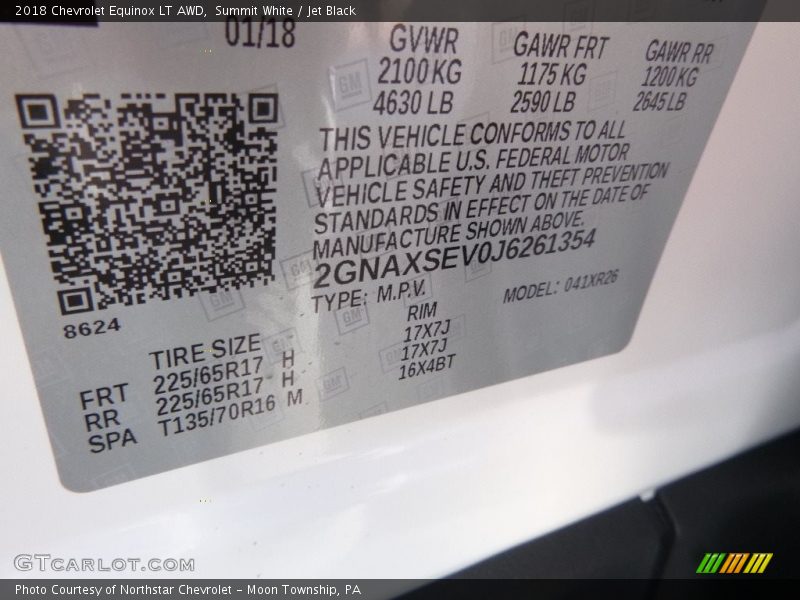 2018 Chevrolet Equinox LT AWD, Summit White / Jet Black
01/18
GVWR
2100 KG
4630 LB
GAWR FRT
1175 KG
2590 LB
GAWR RR
1200 KG
2645 LB
THIS VEHICLE CONFORMS TO ALL
APPLICABLE U.S. FEDERAL MOTOR
VEHICLE SAFETY AND THEFT PREVENTION
STANDARDS IN EFFECT ON THE DATE OF
MANUFACTURE SHOWN ABOVE.
2GNAXSEV0J6261354
TYPE: M.P.V.
MODEL: 041XR26
8624
TIRE SIZE
RIM
FRT 225/65R17 H 17X7J
RR 225/65R17 H 17X7J
SPA T135/70R16 M 16X4BT
GTCARLOT.COM
Photo Courtesy of Northstar Chevrolet - Moon Township, PA